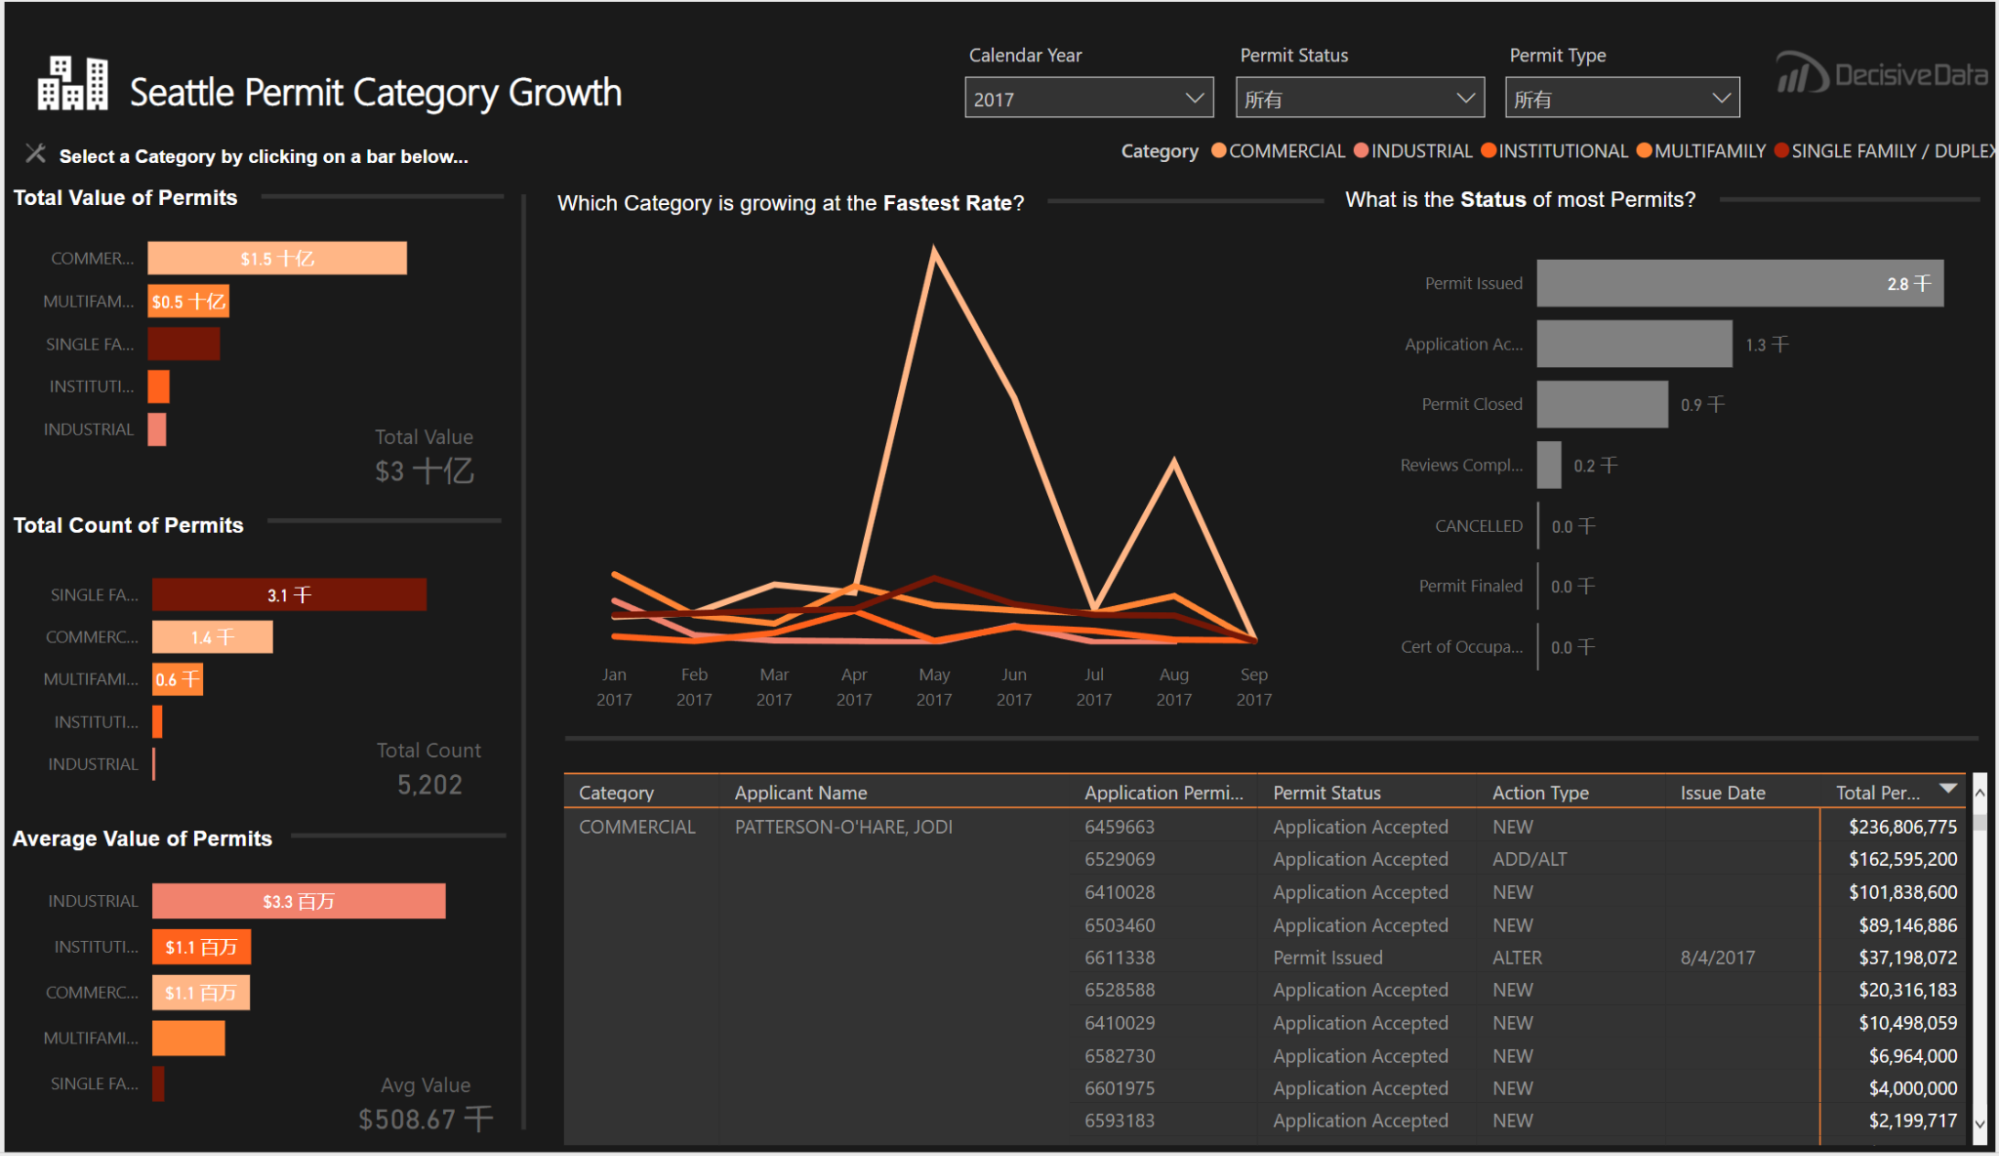 Seattle Permit Category Growth
Calendar Year
2017
Permit Status
所有
Permit Type
所有
DecisiveData
Select a Category by clicking on a bar below...
Category COMMERCIAL INDUSTRIAL INSTITUTIONAL MULTIFAMILY SINGLE FAMILY / DUPLEX
Total Value of Permits
COMMER... $1.5 十亿
MULTIFAM... $0.5 十亿
SINGLE FA...
INSTITUTI...
INDUSTRIAL
Total Value
$3 十亿
Total Count of Permits
SINGLE FA... 3.1 千
COMMERC... 1.4 千
MULTIFAMI... 0.6 千
INSTITUTI...
INDUSTRIAL
Total Count
5,202
Average Value of Permits
INDUSTRIAL $3.3 百万
INSTITUTI... $1.1 百万
COMMERC... $1.1 百万
MULTIFAMI...
SINGLE FA...
Avg Value
$508.67 千
Which Category is growing at the Fastest Rate?
Jan Feb Mar Apr May Jun Jul Aug Sep
2017 2017 2017 2017 2017 2017 2017 2017 2017
What is the Status of most Permits?
Permit Issued 2.8 千
Application Ac... 1.3 千
Permit Closed 0.9 千
Reviews Compl... 0.2 千
CANCELLED 0.0 千
Permit Finaled 0.0 千
Cert of Occupa... 0.0 千
Category Applicant Name Application Permi... Permit Status Action Type Issue Date Total Per...
COMMERCIAL PATTERSON-O'HARE, JODI 6459663 Application Accepted NEW $236,806,775
6529069 Application Accepted ADD/ALT $162,595,200
6410028 Application Accepted NEW $101,838,600
6503460 Application Accepted NEW $89,146,886
6611338 Permit Issued ALTER 8/4/2017 $37,198,072
6528588 Application Accepted NEW $20,316,183
6410029 Application Accepted NEW $10,498,059
6582730 Application Accepted NEW $6,964,000
6601975 Application Accepted NEW $4,000,000
6593183 Application Accepted NEW $2,199,717